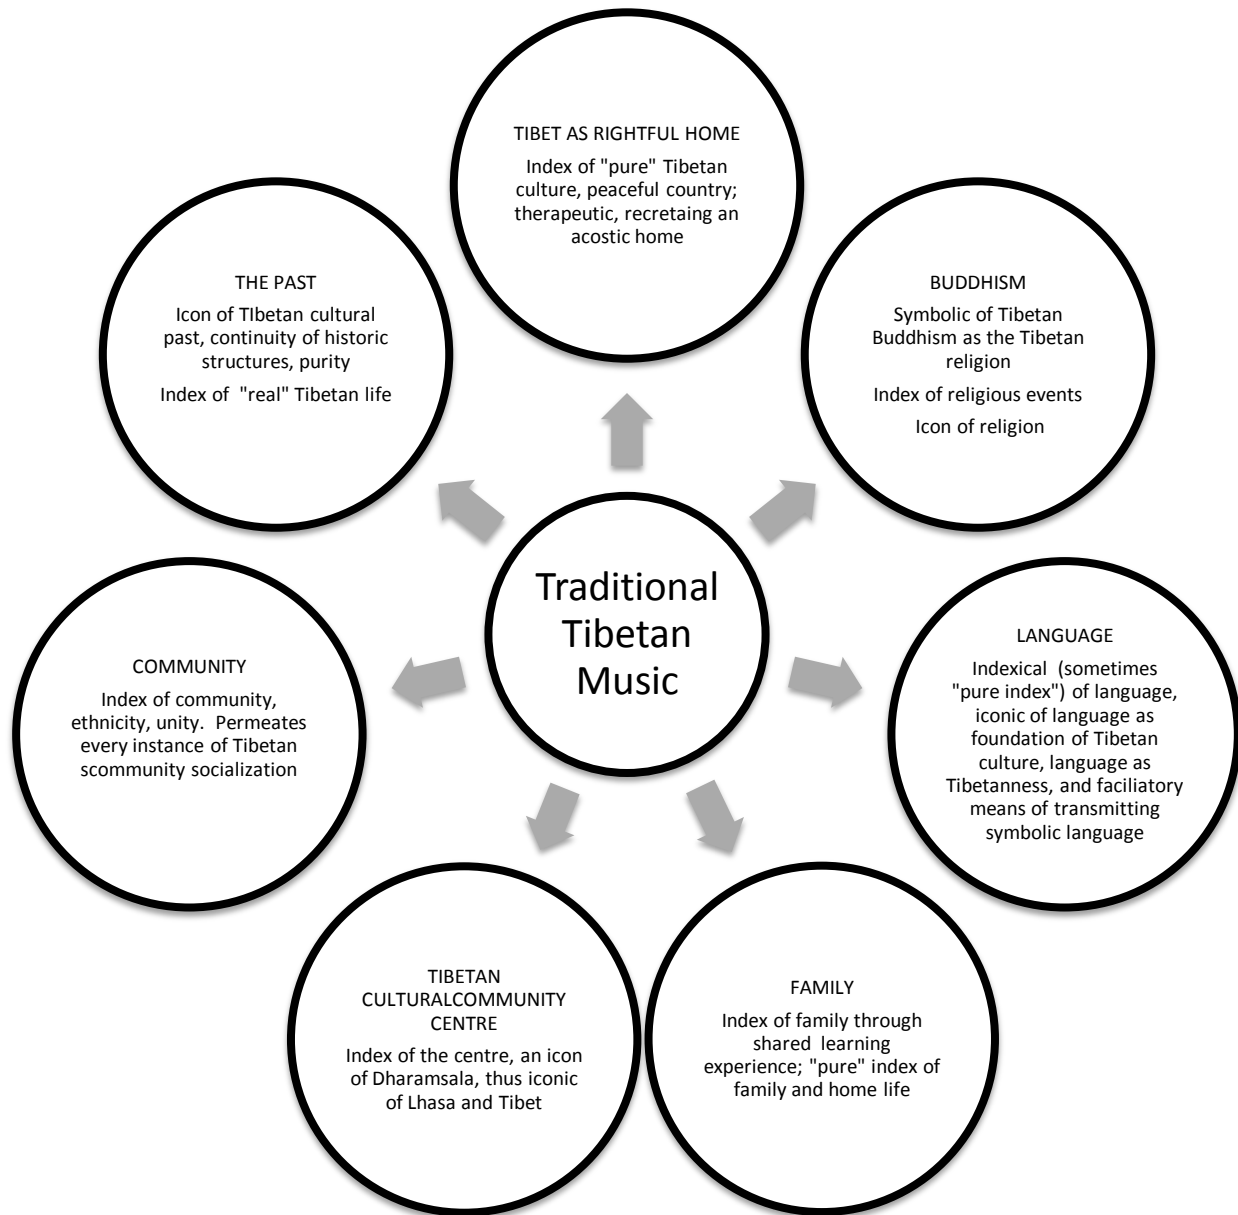 TIBET AS RIGHTFUL HOME
Index of "pure" Tibetan
culture, peaceful country;
therapeutic, recretaing an
acostic home
THE PAST
Icon of TIbetan cultural
past, continuity of historic
structures, purity
Index of  "real" Tibetan life
BUDDHISM
Symbolic of Tibetan
Buddhism as the Tibetan
religion
Index of religious events
Icon of religion
Traditional
Tibetan
Music
COMMUNITY
Index of community,
ethnicity, unity.  Permeates
every instance of Tibetan
scommunity socialization
LANGUAGE
Indexical  (sometimes
"pure index") of language,
iconic of language as
foundation of Tibetan
culture, language as
Tibetanness, and faciliatory
means of transmitting
symbolic language
TIBETAN
CULTURALCOMMUNITY
CENTRE
Index of the centre, an icon
of Dharamsala, thus iconic
of Lhasa and Tibet
FAMILY
Index of family through
shared  learning
experience; "pure" index of
family and home life